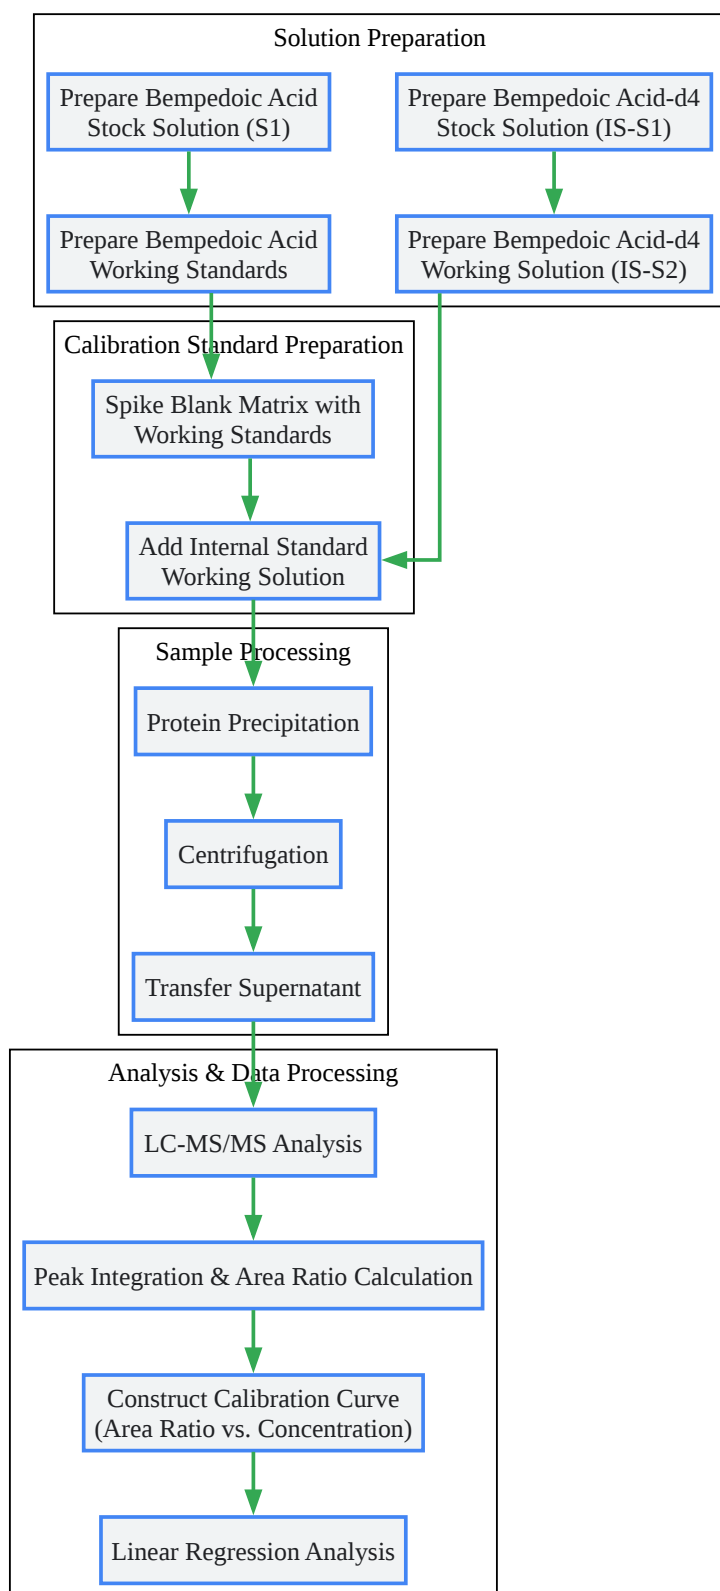 Solution Preparation
Prepare Bempedoic Acid
Stock Solution (S1)
Prepare Bempedoic Acid-d4
Stock Solution (IS-S1)
Prepare Bempedoic Acid
Working Standards
Prepare Bempedoic Acid-d4
Working Solution (IS-S2)
Calibration Standard Preparation
Spike Blank Matrix with
Working Standards
Add Internal Standard
Working Solution
Sample Processing
Protein Precipitation
Centrifugation
Transfer Supernatant
Analysis & Data Processing
LC-MS/MS Analysis
Peak Integration & Area Ratio Calculation
Construct Calibration Curve
(Area Ratio vs. Concentration)
Linear Regression Analysis